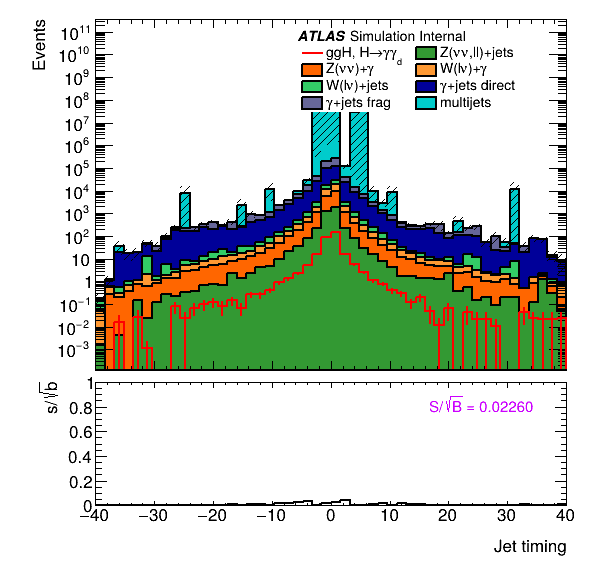 Events
ATLAS Simulation Internal
ggH, H→γγ_d Z(νν,ll)+jets
Z(νν)+γ W(lν)+γ
W(lν)+jets γ+jets direct
γ+jets frag multijets
10¹¹
10¹⁰
10⁹
10⁸
10⁷
10⁶
10⁵
10⁴
10³
10²
10
1
10⁻¹
10⁻²
10⁻³
s/√b
S/√B = 0.02260
1
0.8
0.6
0.4
0.2
0
−40 −30 −20 −10 0 10 20 30 40
Jet timing